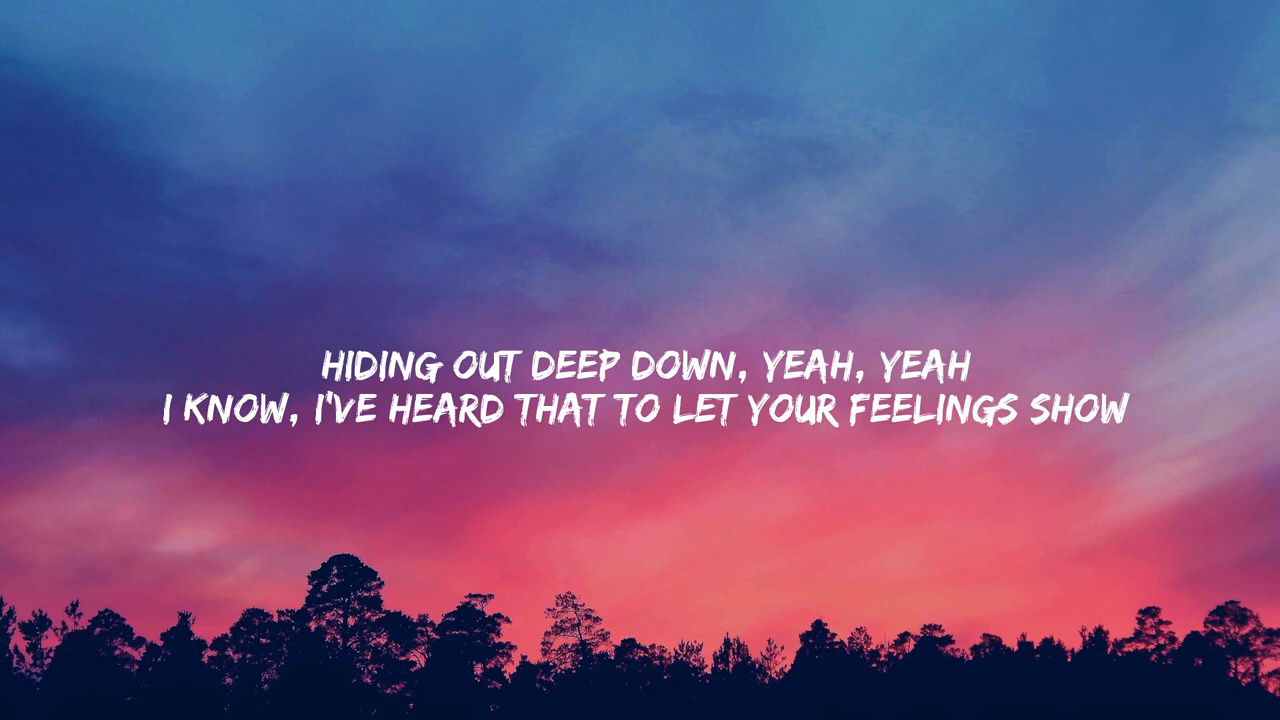 HIDING OUT DEEP DOWN, YEAH, YEAH
I KNOW, I'VE HEARD THAT TO LET YOUR FEELINGS SHOW